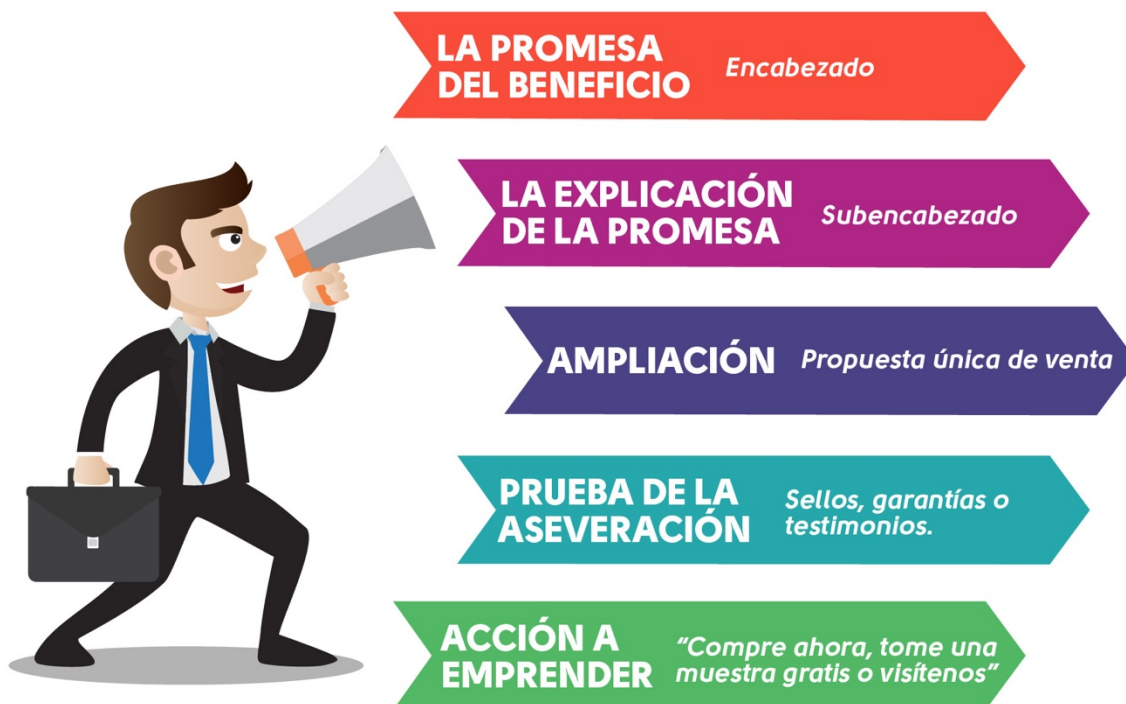 LA PROMESA
DEL BENEFICIO
Encabezado
LA EXPLICACIÓN
DE LA PROMESA
Subencabezado
AMPLIACIÓN
Propuesta única de venta
PRUEBA DE LA
ASEVERACIÓN
Sellos, garantías o
testimonios.
ACCIÓN A
EMPRENDER
“Compre ahora, tome una
muestra gratis o visítenos”